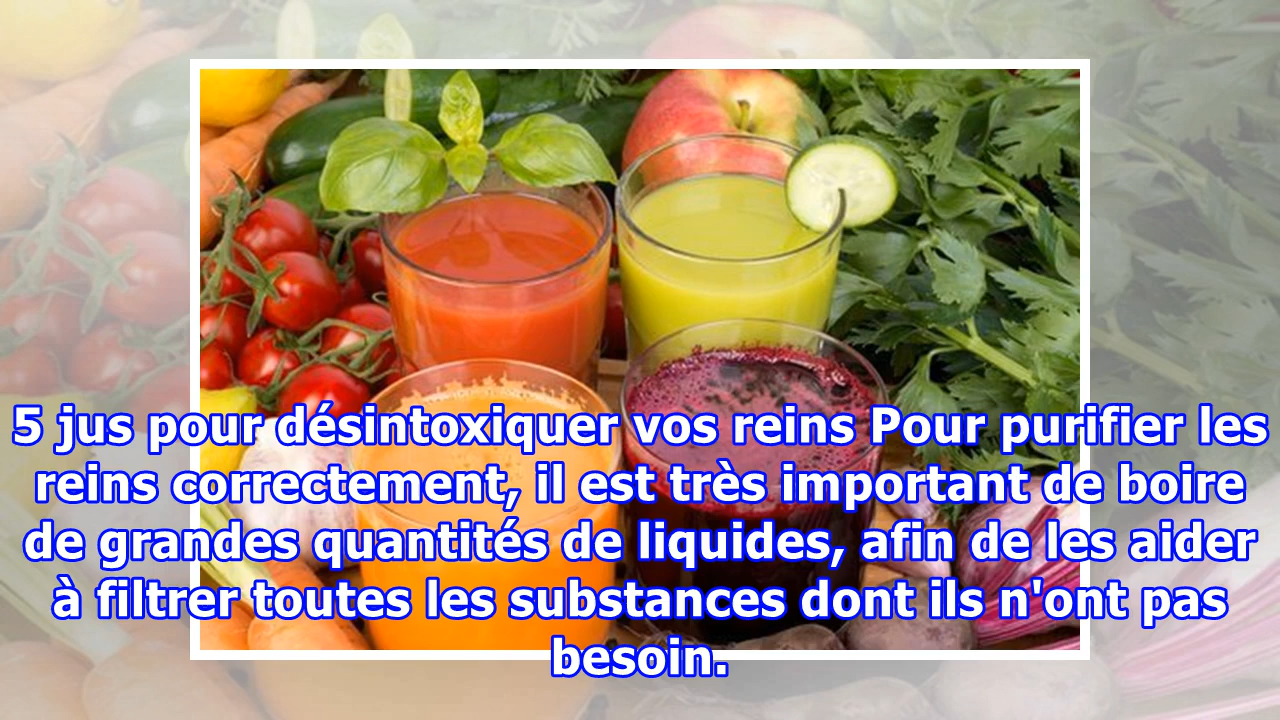 5 jus pour désintoxiquer vos reins Pour purifier les
reins correctement, il est très important de boire
de grandes quantités de liquides, afin de les aider
à filtrer toutes les substances dont ils n'ont pas
besoin.